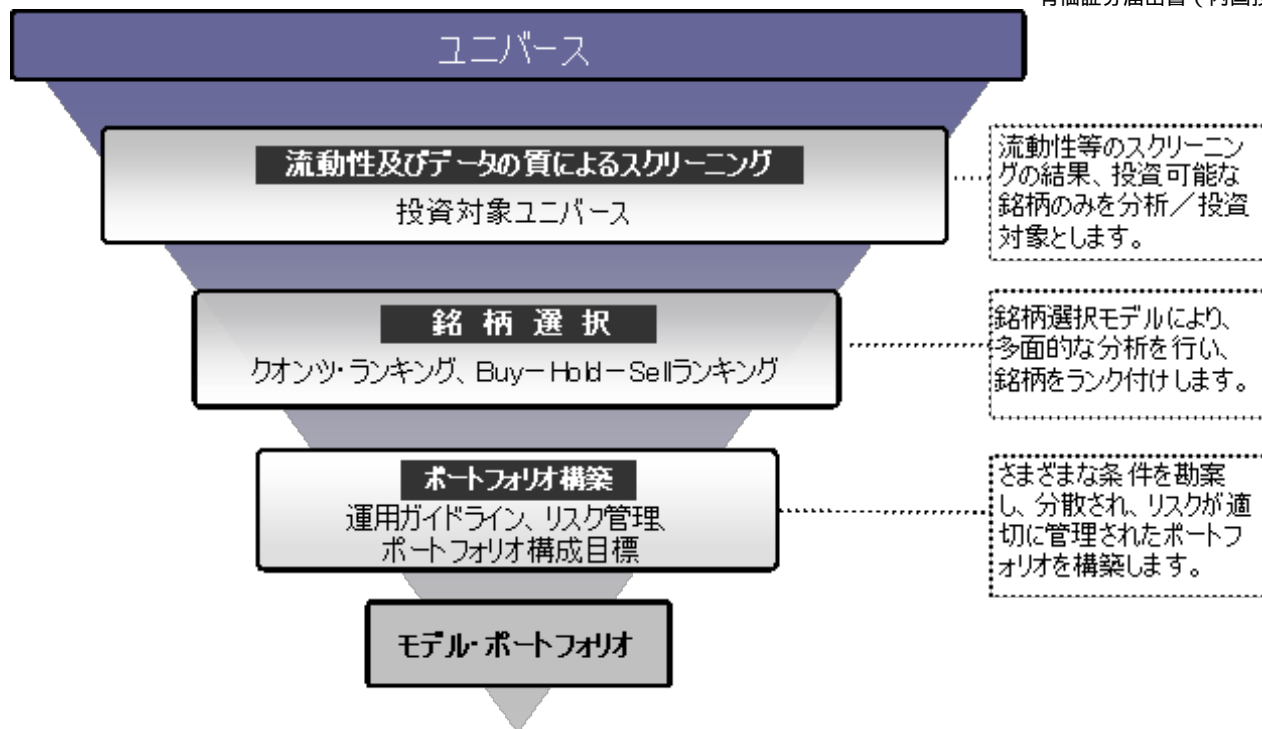 ユニバース
流動性及びデータの質によるスクリーニング
投資対象ユニバース
流動性等のスクリーニン
グの結果、投資可能な
銘柄のみを分析／投資
対象とします。
銘柄選択
クオンツ・ランキング、Buy－Hold－Sellランキング
銘柄選択モデルにより、
多面的な分析を行い、
銘柄をランク付けします。
ポートフォリオ構築
運用ガイドライン、リスク管理、
ポートフォリオ構成目標
さまざまな条件を勘案
し、分散され、リスクが適
切に管理されたポートフ
ォリオを構築します。
モデル・ポートフォリオ